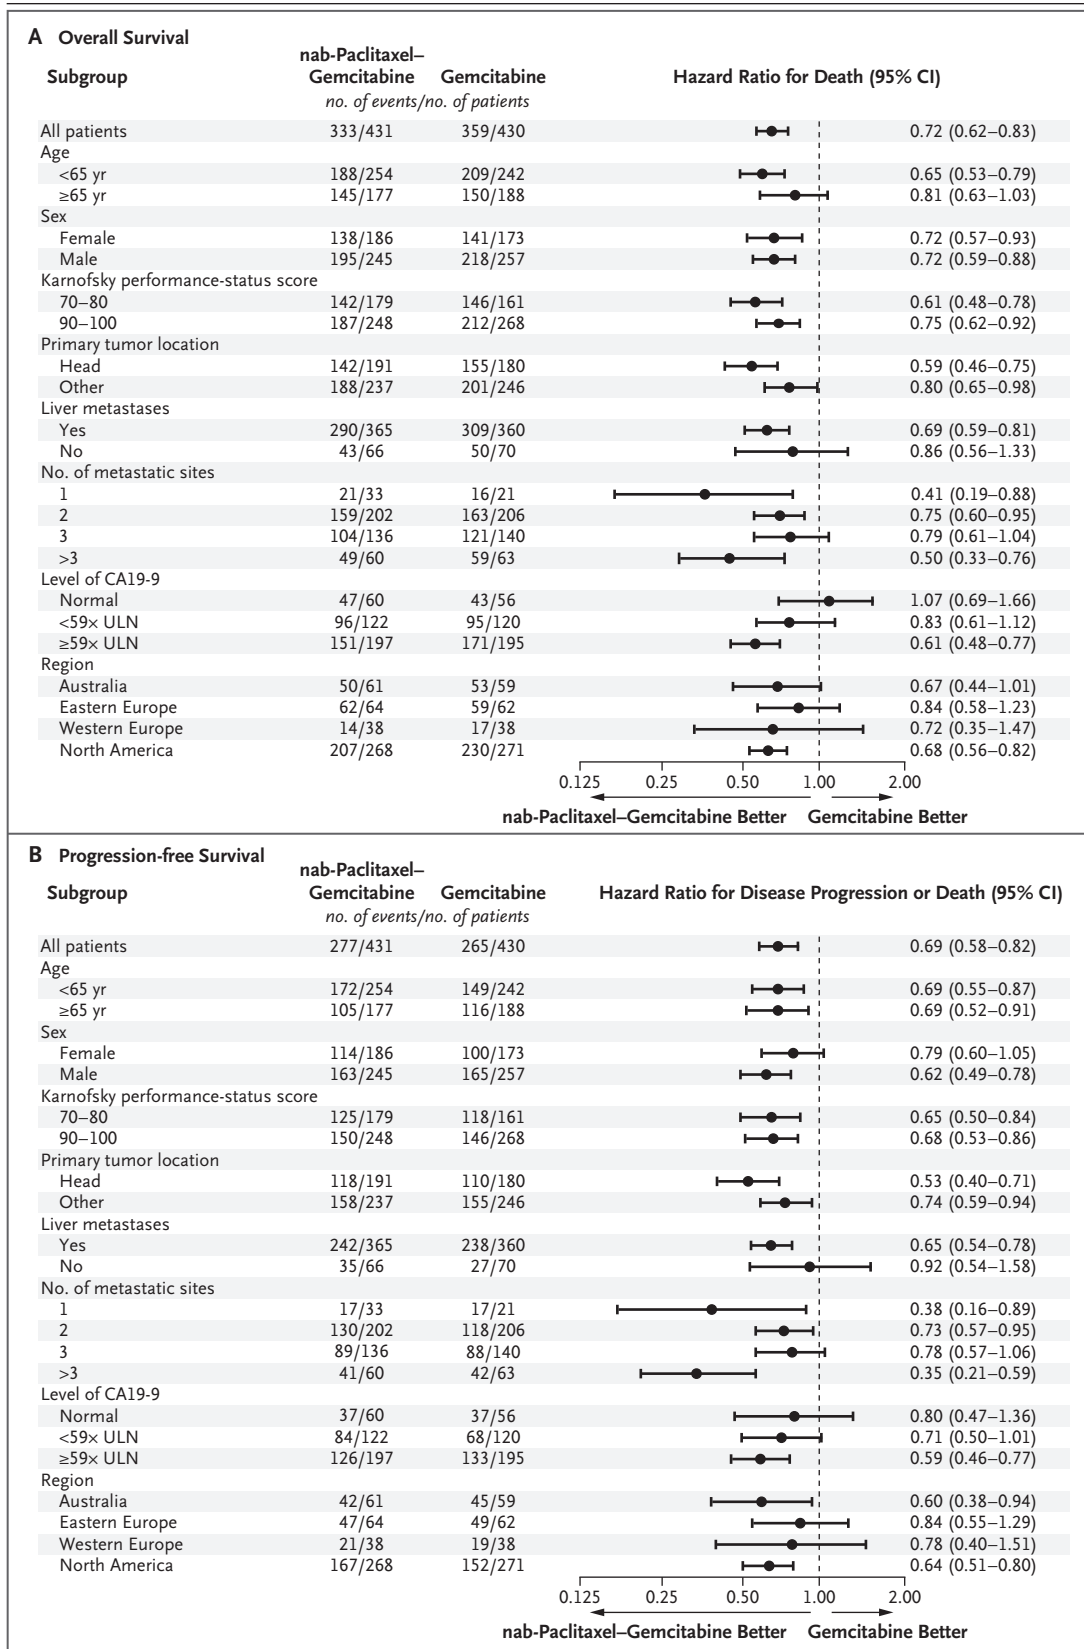 A Overall Survival
Subgroup nab-Paclitaxel–Gemcitabine Gemcitabine Hazard Ratio for Death (95% CI)
no. of events/no. of patients
All patients 333/431 359/430 0.72 (0.62–0.83)
Age
<65 yr 188/254 209/242 0.65 (0.53–0.79)
≥65 yr 145/177 150/188 0.81 (0.63–1.03)
Sex
Female 138/186 141/173 0.72 (0.57–0.93)
Male 195/245 218/257 0.72 (0.59–0.88)
Karnofsky performance-status score
70–80 142/179 146/161 0.61 (0.48–0.78)
90–100 187/248 212/268 0.75 (0.62–0.92)
Primary tumor location
Head 142/191 155/180 0.59 (0.46–0.75)
Other 188/237 201/246 0.80 (0.65–0.98)
Liver metastases
Yes 290/365 309/360 0.69 (0.59–0.81)
No 43/66 50/70 0.86 (0.56–1.33)
No. of metastatic sites
1 21/33 16/21 0.41 (0.19–0.88)
2 159/202 163/206 0.75 (0.60–0.95)
3 104/136 121/140 0.79 (0.61–1.04)
>3 49/60 59/63 0.50 (0.33–0.76)
Level of CA19-9
Normal 47/60 43/56 1.07 (0.69–1.66)
<59× ULN 96/122 95/120 0.83 (0.61–1.12)
≥59× ULN 151/197 171/195 0.61 (0.48–0.77)
Region
Australia 50/61 53/59 0.67 (0.44–1.01)
Eastern Europe 62/64 59/62 0.84 (0.58–1.23)
Western Europe 14/38 17/38 0.72 (0.35–1.47)
North America 207/268 230/271 0.68 (0.56–0.82)
0.125 0.25 0.50 1.00 2.00
nab-Paclitaxel–Gemcitabine Better Gemcitabine Better
B Progression-free Survival
Subgroup nab-Paclitaxel–Gemcitabine Gemcitabine Hazard Ratio for Disease Progression or Death (95% CI)
no. of events/no. of patients
All patients 277/431 265/430 0.69 (0.58–0.82)
Age
<65 yr 172/254 149/242 0.69 (0.55–0.87)
≥65 yr 105/177 116/188 0.69 (0.52–0.91)
Sex
Female 114/186 100/173 0.79 (0.60–1.05)
Male 163/245 165/257 0.62 (0.49–0.78)
Karnofsky performance-status score
70–80 125/179 118/161 0.65 (0.50–0.84)
90–100 150/248 146/268 0.68 (0.53–0.86)
Primary tumor location
Head 118/191 110/180 0.53 (0.40–0.71)
Other 158/237 155/246 0.74 (0.59–0.94)
Liver metastases
Yes 242/365 238/360 0.65 (0.54–0.78)
No 35/66 27/70 0.92 (0.54–1.58)
No. of metastatic sites
1 17/33 17/21 0.38 (0.16–0.89)
2 130/202 118/206 0.73 (0.57–0.95)
3 89/136 88/140 0.78 (0.57–1.06)
>3 41/60 42/63 0.35 (0.21–0.59)
Level of CA19-9
Normal 37/60 37/56 0.80 (0.47–1.36)
<59× ULN 84/122 68/120 0.71 (0.50–1.01)
≥59× ULN 126/197 133/195 0.59 (0.46–0.77)
Region
Australia 42/61 45/59 0.60 (0.38–0.94)
Eastern Europe 47/64 49/62 0.84 (0.55–1.29)
Western Europe 21/38 19/38 0.78 (0.40–1.51)
North America 167/268 152/271 0.64 (0.51–0.80)
0.125 0.25 0.50 1.00 2.00
nab-Paclitaxel–Gemcitabine Better Gemcitabine Better